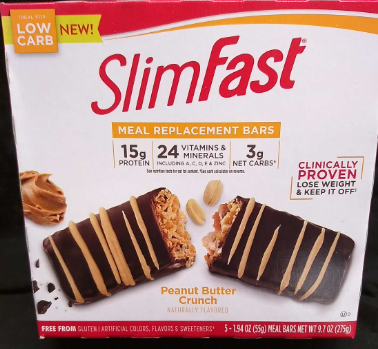 IDEAL FOR
LOW
CARB
NEW!
SlimFast®
MEAL REPLACEMENT BARS
15g
PROTEIN
24 VITAMINS &
MINERALS
INCLUDING A, C, D, E & ZINC
3g
NET CARBS*
CLINICALLY
PROVEN
LOSE WEIGHT
& KEEP IT OFF†
Peanut Butter
Crunch
NATURALLY FLAVORED
FREE FROM GLUTEN | ARTIFICIAL COLORS, FLAVORS & SWEETENERS
5 - 1.94 OZ (55g) MEAL BARS NET WT 9.7 OZ (275g)